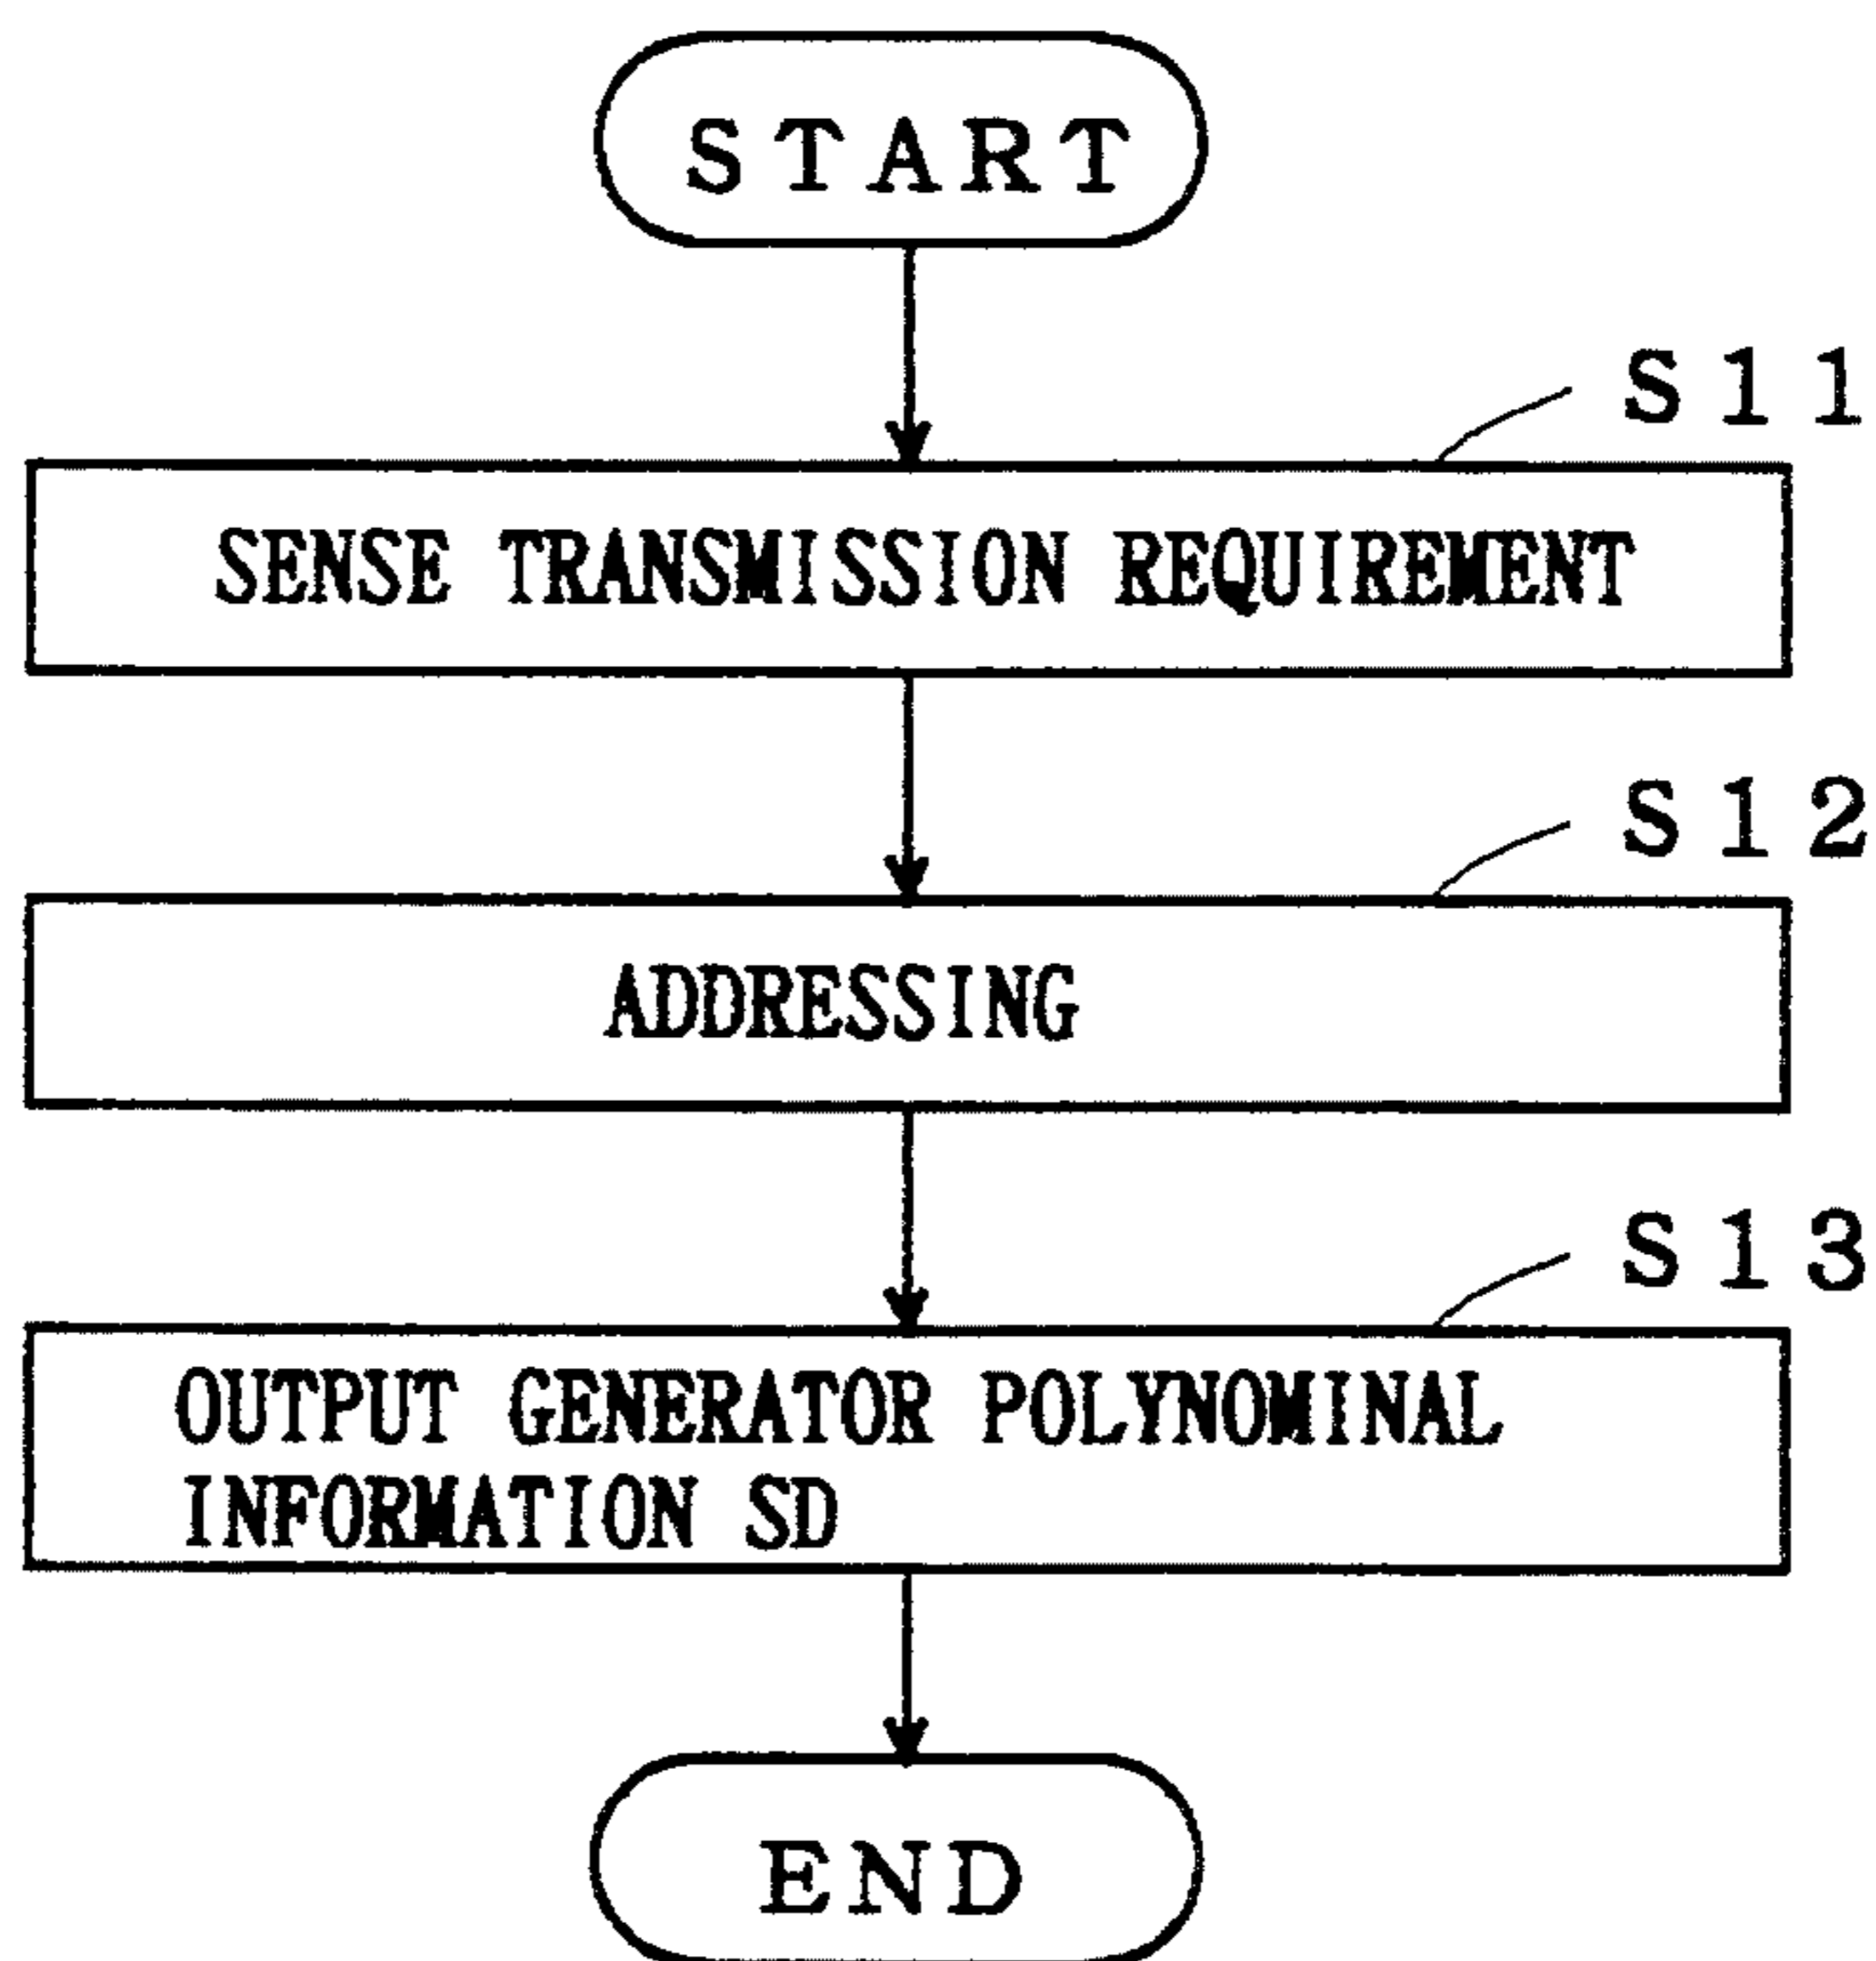 START
S11
SENSE TRANSMISSION REQUIREMENT
S12
ADDRESSING
S13
OUTPUT GENERATOR POLYNOMINAL
INFORMATION SD
END